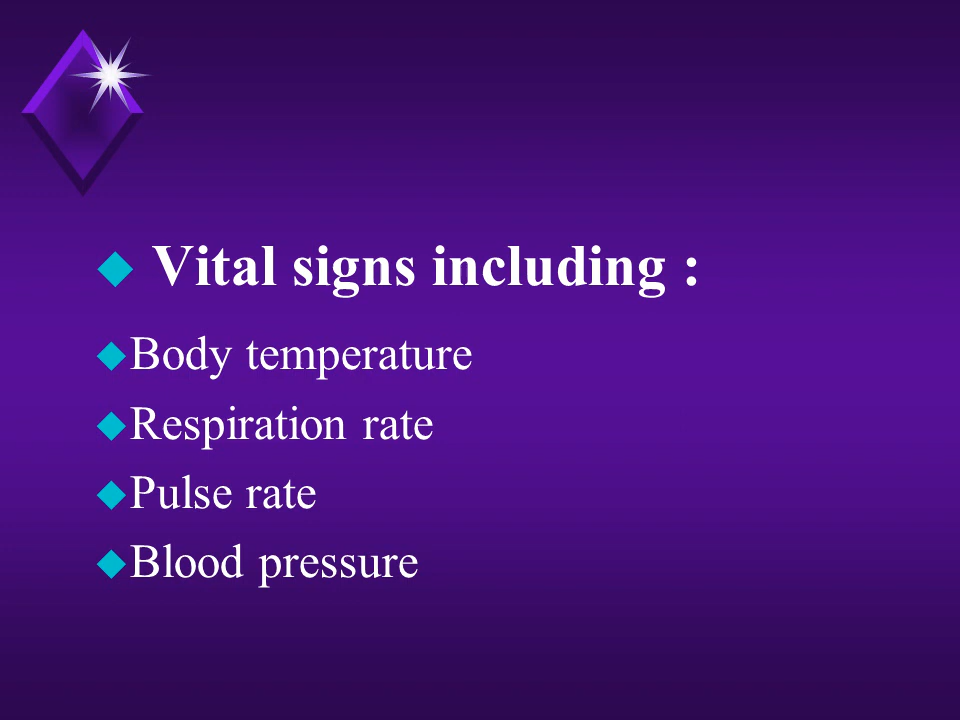 Vital signs including :
Body temperature
Respiration rate
Pulse rate
Blood pressure